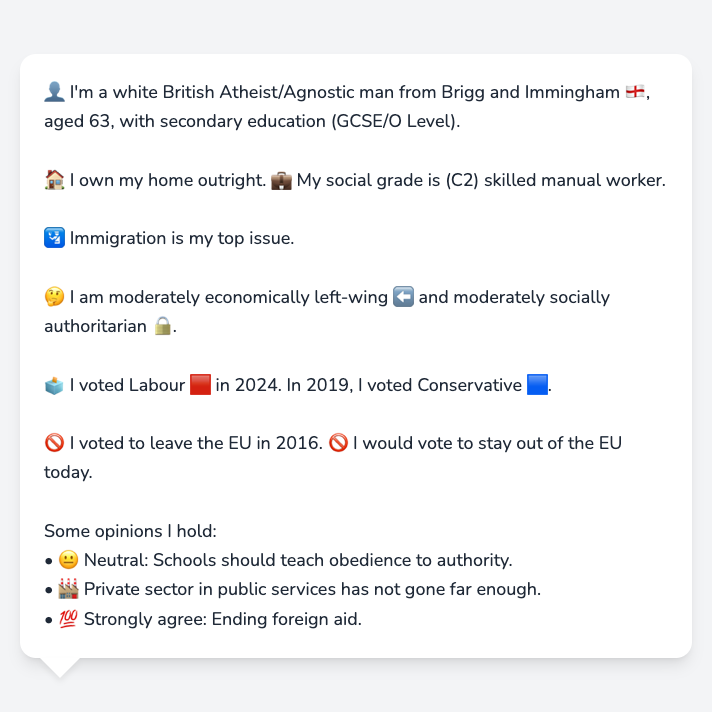 👤 I'm a white British Atheist/Agnostic man from Brigg and Immingham 🏴󠁧󠁢󠁥󠁮󠁧󠁿,
aged 63, with secondary education (GCSE/O Level).
🏠 I own my home outright. 💼 My social grade is (C2) skilled manual worker.
🛂 Immigration is my top issue.
🤔 I am moderately economically left-wing ⬅️ and moderately socially
authoritarian 🔒.
🗳️ I voted Labour 🟥 in 2024. In 2019, I voted Conservative 🟦.
🚫 I voted to leave the EU in 2016. 🚫 I would vote to stay out of the EU
today.
Some opinions I hold:
• 😐 Neutral: Schools should teach obedience to authority.
• 🏭 Private sector in public services has not gone far enough.
• 💯 Strongly agree: Ending foreign aid.